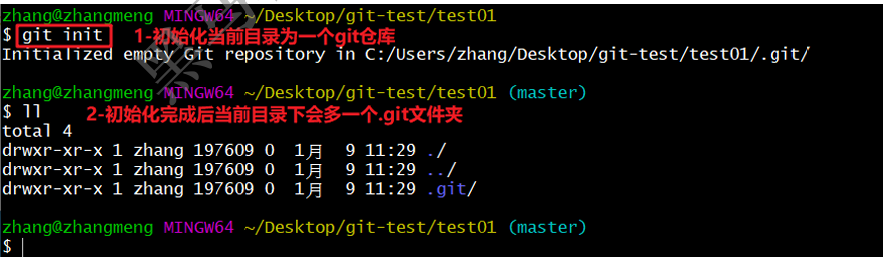 zhang@zhangmeng MINGW64 ~/Desktop/git-test/test01
$ git init 1-初始化当前目录为一个git仓库
Initialized empty Git repository in C:/Users/zhang/Desktop/git-test/test01/.git/
zhang@zhangmeng MINGW64 ~/Desktop/git-test/test01 (master)
$ ll 2-初始化完成后当前目录下会多一个.git文件夹
total 4
drwxr-xr-x 1 zhang 197609 0 1月 9 11:29 ./
drwxr-xr-x 1 zhang 197609 0 1月 9 11:29 ../
drwxr-xr-x 1 zhang 197609 0 1月 9 11:29 .git/
zhang@zhangmeng MINGW64 ~/Desktop/git-test/test01 (master)
$